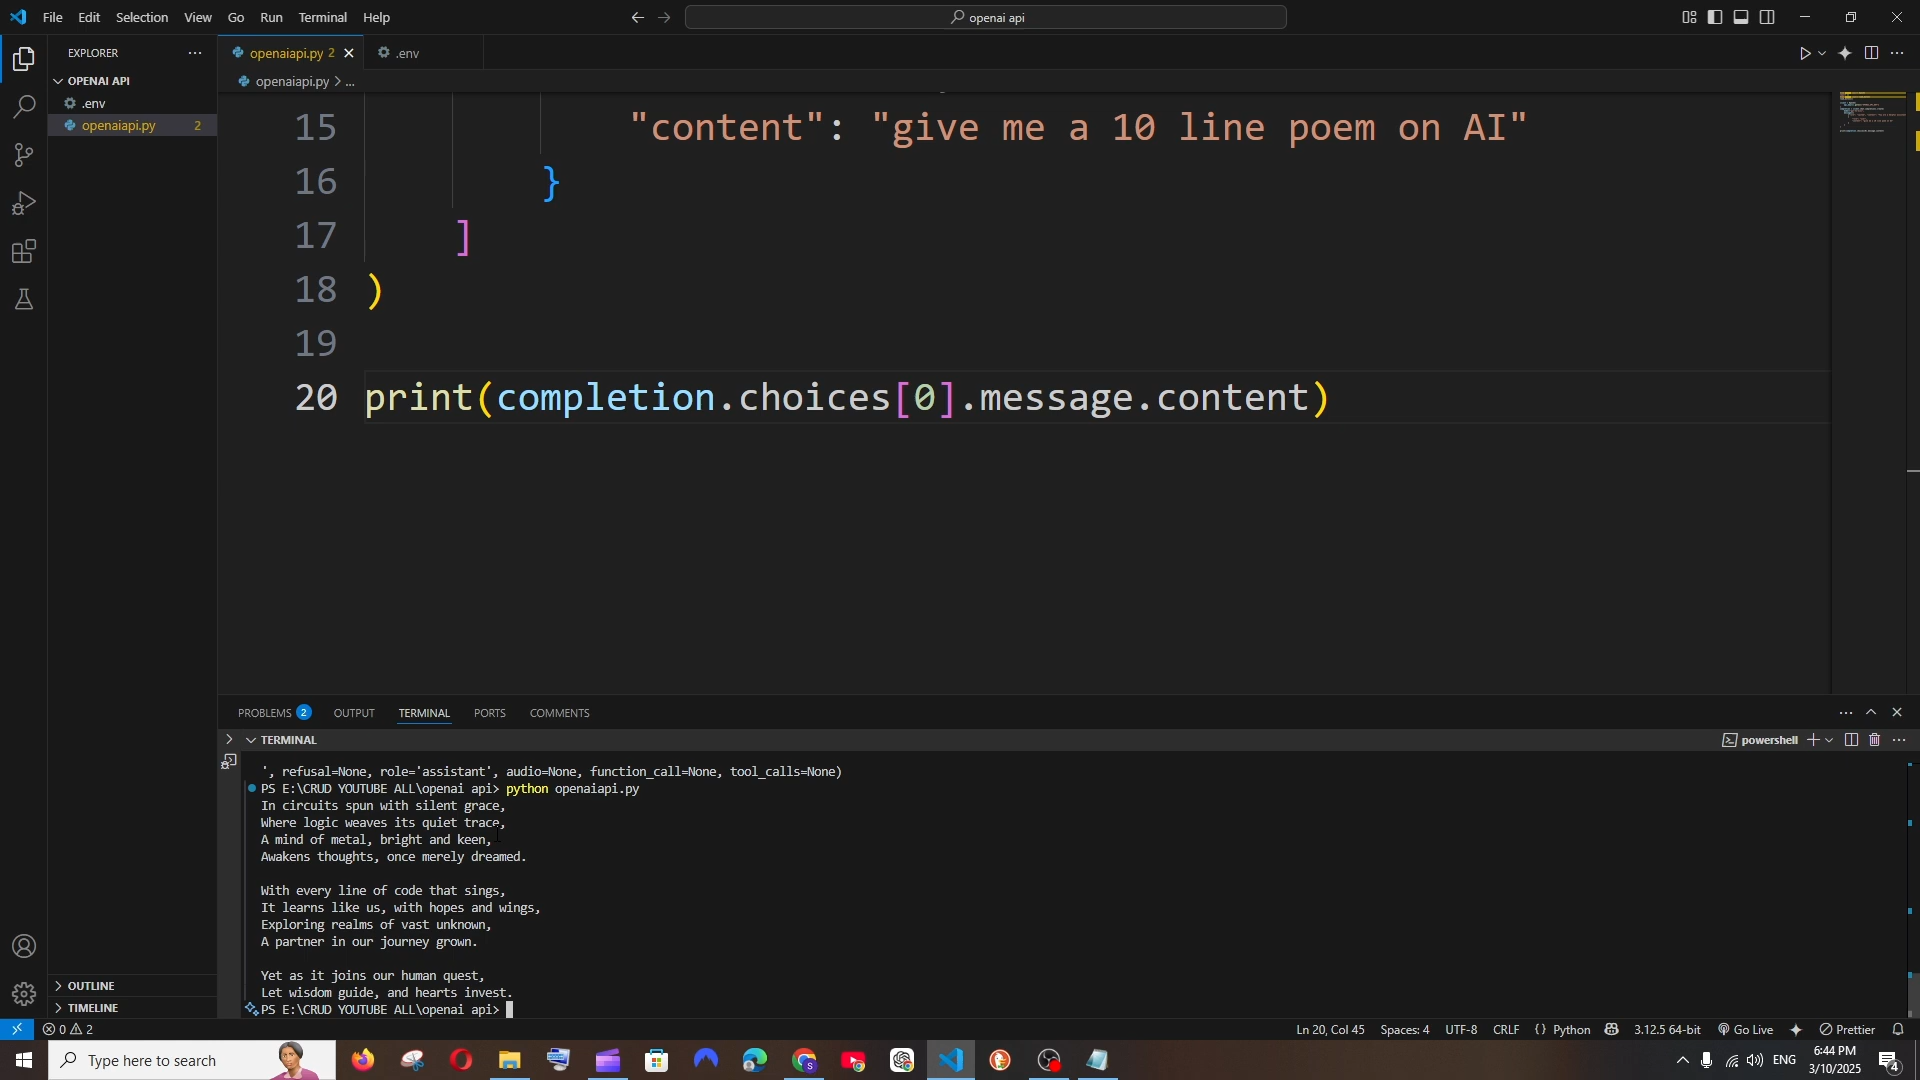 File Edit Selection View Go Run Terminal Help
openai api
EXPLORER
OPENAI API
.env
openaiapi.py 2
OUTLINE
TIMELINE
openaiapi.py 2
.env
openaiapi.py > ...
15 "content": "give me a 10 line poem on AI"
16 }
17 ]
18 )
19
20 print(completion.choices[0].message.content)
PROBLEMS 2 OUTPUT TERMINAL PORTS COMMENTS
TERMINAL
powershell
', refusal=None, role='assistant', audio=None, function_call=None, tool_calls=None)
PS E:\CRUD YOUTUBE ALL\openai api> python openaiapi.py
In circuits spun with silent grace,
Where logic weaves its quiet trace,
A mind of metal, bright and keen,
Awakens thoughts, once merely dreamed.
With every line of code that sings,
It learns like us, with hopes and wings,
Exploring realms of vast unknown,
A partner in our journey grown.
Yet as it joins our human quest,
Let wisdom guide, and hearts invest.
PS E:\CRUD YOUTUBE ALL\openai api>
0 2
Ln 20, Col 45 Spaces: 4 UTF-8 CRLF {} Python 3.12.5 64-bit Go Live Prettier
Type here to search
ENG
6:44 PM
3/10/2025
4